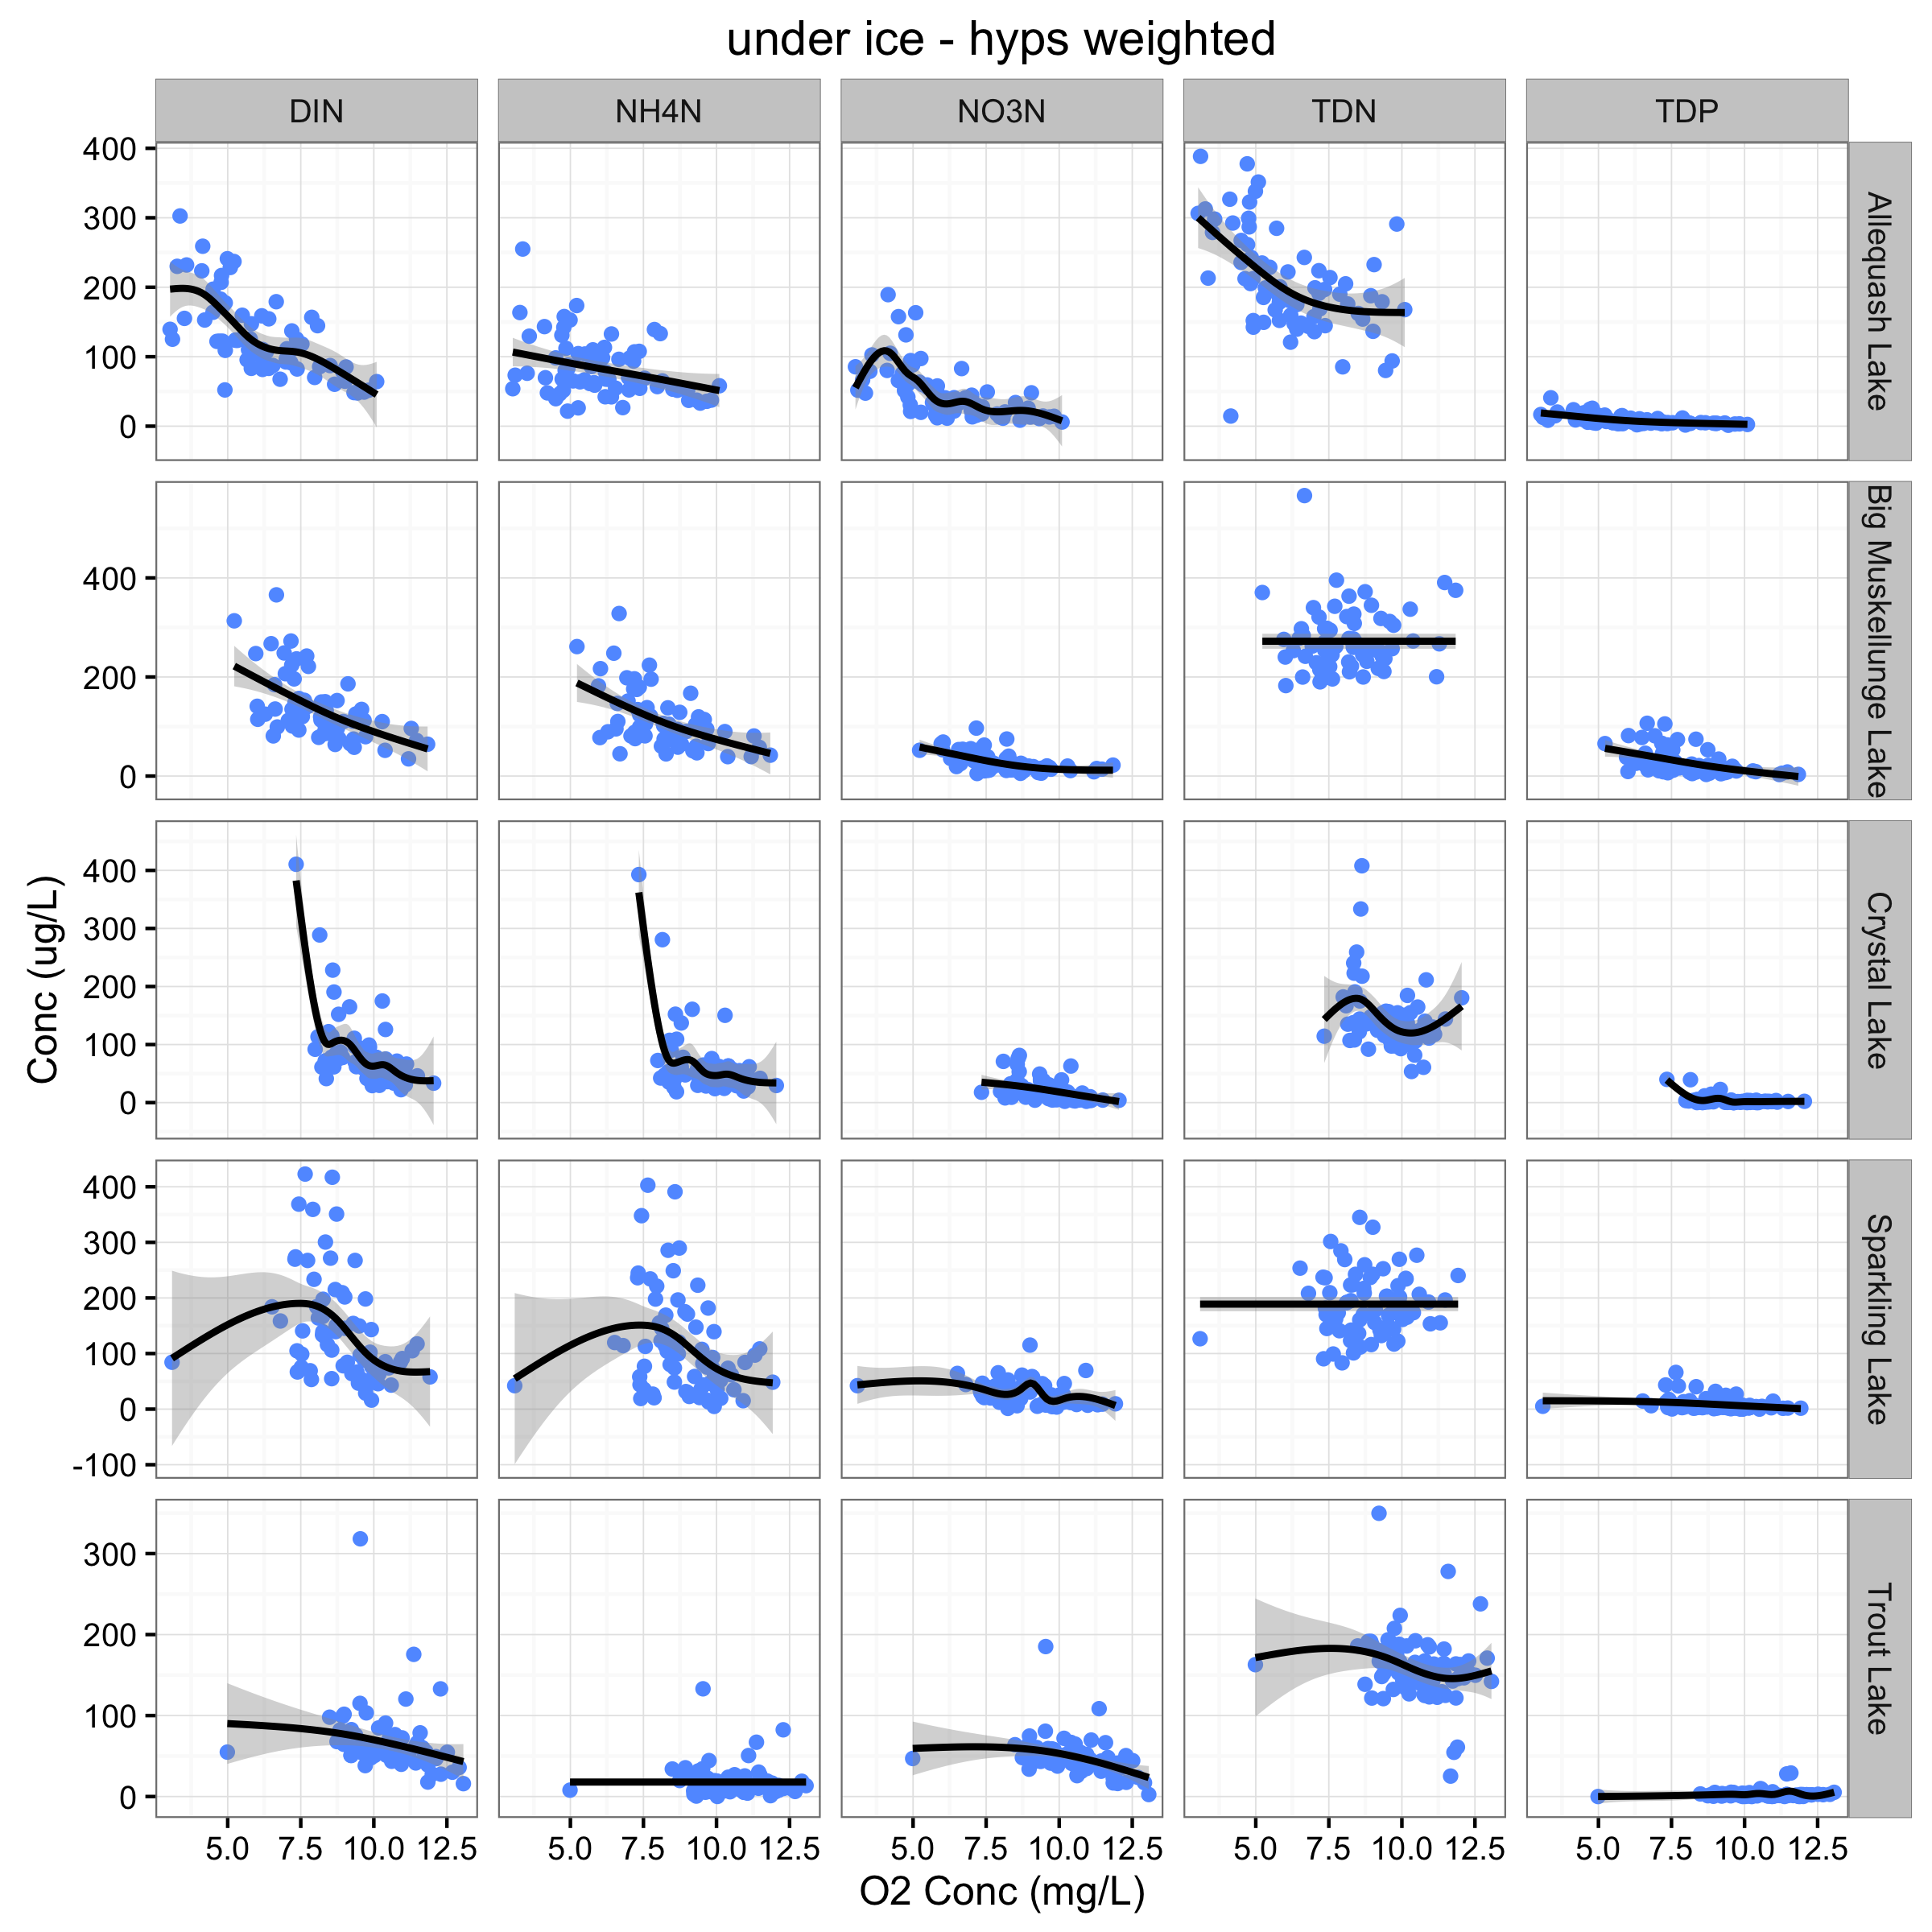 under ice - hyps weighted
DIN NH4N NO3N TDN TDP
400
300
200
100
0
Allequash Lake
400
200
0
Big Muskellunge Lake
400
300
200
100
0
Crystal Lake
Conc (ug/L)
400
300
200
100
0
-100
Sparkling Lake
300
200
100
0
Trout Lake
5.0 7.5 10.0 12.5 5.0 7.5 10.0 12.5 5.0 7.5 10.0 12.5 5.0 7.5 10.0 12.5 5.0 7.5 10.0 12.5
O2 Conc (mg/L)